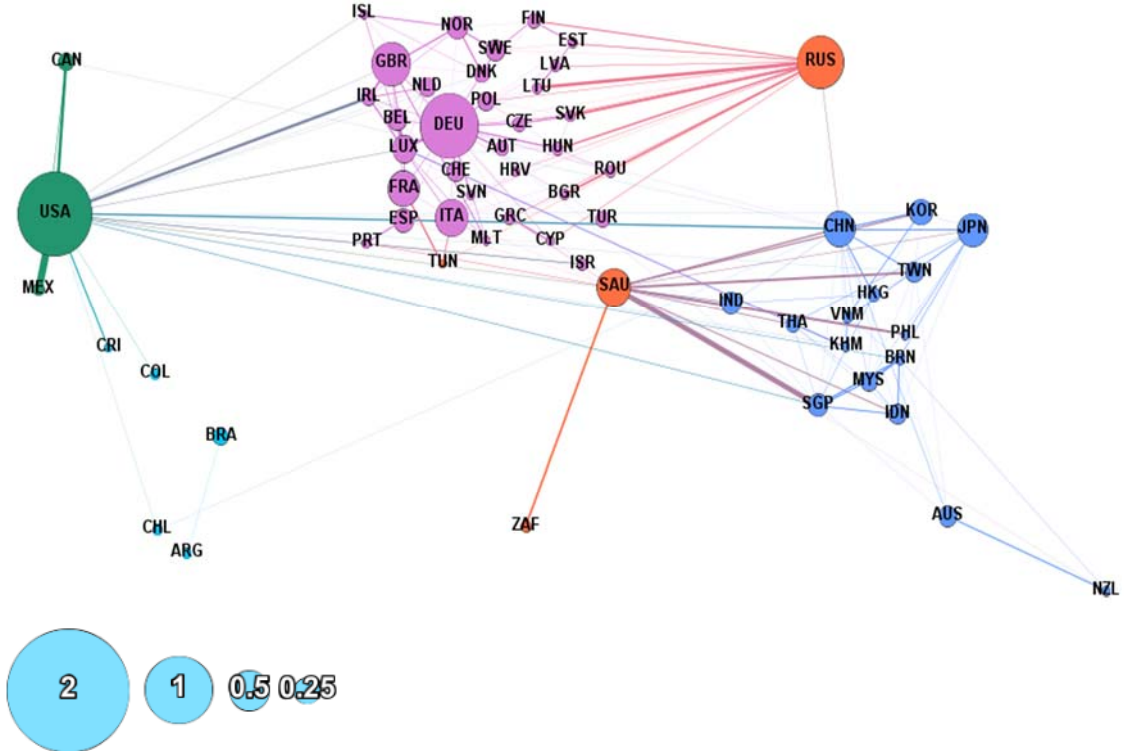 ISL
FIN
NOR
EST
SWE
CAN
GBR
LVA
RUS
DNK
NLD
LTU
IRL
POL
BEL
SVK
DEU
CZE
LUX
AUT
HUN
CHE
HRV
ROU
FRA
SVN
BGR
USA
ESP
ITA
GRC
TUR
KOR
CHN
JPN
PRT
MLT
CYP
TUN
ISR
TWN
MEX
SAU
HKG
IND
VNM
THA
PHL
CRI
KHM
BRN
COL
MYS
SGP
IDN
BRA
CHL
ZAF
AUS
ARG
NZL
2 1 0.5 0.25